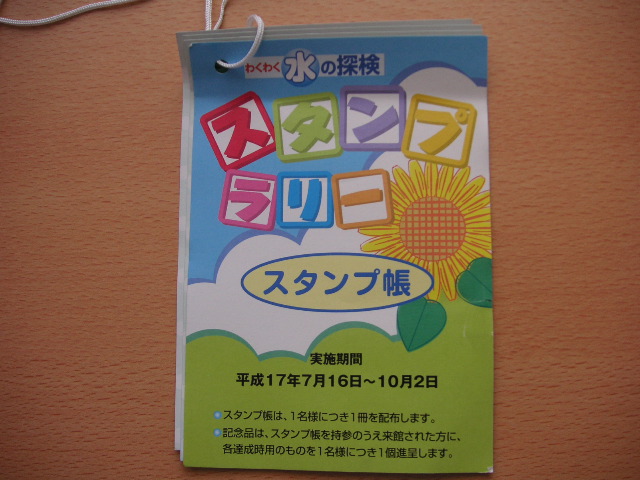 わくわく水の探検
スタンプ
ラリー
スタンプ帳
実施期間
平成17年7月16日～10月2日
スタンプ帳は、1名様につき1冊を配布します。
記念品は、スタンプ帳を持参のうえ来館された方に、
各達成時用のものを1名様につき1個進呈します。